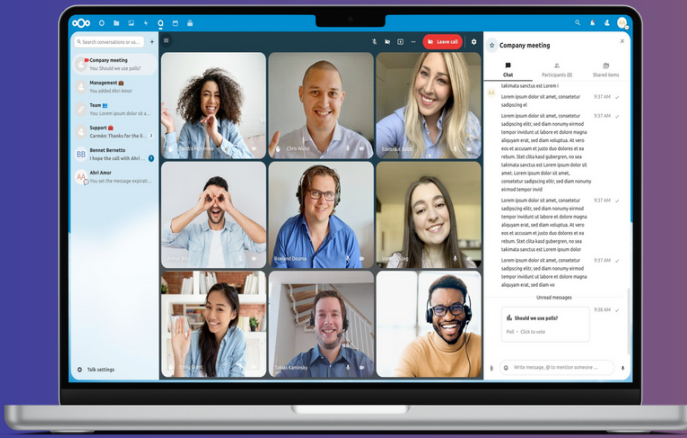 Search conversations or us...
Company meeting
You: Should we use polls?
Management
You added Ahri Amor
Team
You: Lorem ipsum dolor sit a...
Support
Carmén: Thanks for the
Bennet Bernetto
I hope the call with Ahri...
Ahri Amor
You set the message expirat...
Talk settings
Leave call
Chris
Everard Douma
Tobias Kaminsky
Company meeting
Chat
Participants (8)
Shared items
takimata sanctus est Lorem i
Lorem ipsum dolor sit amet, consetetur 9:37 AM
sadipscing el
Lorem ipsum dolor sit amet, consetetur 9:37 AM
sadipscing elitr, sed diam nonumy eirmod
tempor invidunt ut labore et dolore magna
aliquyam erat, sed diam voluptua. At vero
eos et accusam et justo duo dolores et ea
rebum. Stet clita kasd gubergren, no sea
takimata sanctus est Lorem ipsum dolor sit
amet. Lorem ipsum dolor sit amet,
consetetur sadipscing elitr, sed diam nonumy
eirmod tempor invid
Lorem ipsum dolor sit amet, consetetur 9:37 AM
sadipscing elitr, sed diam nonumy eirmod
tempor invidunt ut labore et dolore magna
aliquyam erat, sed diam voluptua. At vero
eos et accusam et justo duo dolores et ea
rebum. Stet clita kasd gubergren, no sea
takimata sanctus est Lorem ipsum dolor
Lorem ipsum dolor sit amet, consetetur 9:37 AM
sadipscing elitr, sed diam nonumy eirmod
tempor invidunt ut labore et dolore magna
aliquyam erat, sed diam vo
Unread messages
9:38 AM
Should we use polls?
Poll • Click to vote
Write message, @ to mention someone ...